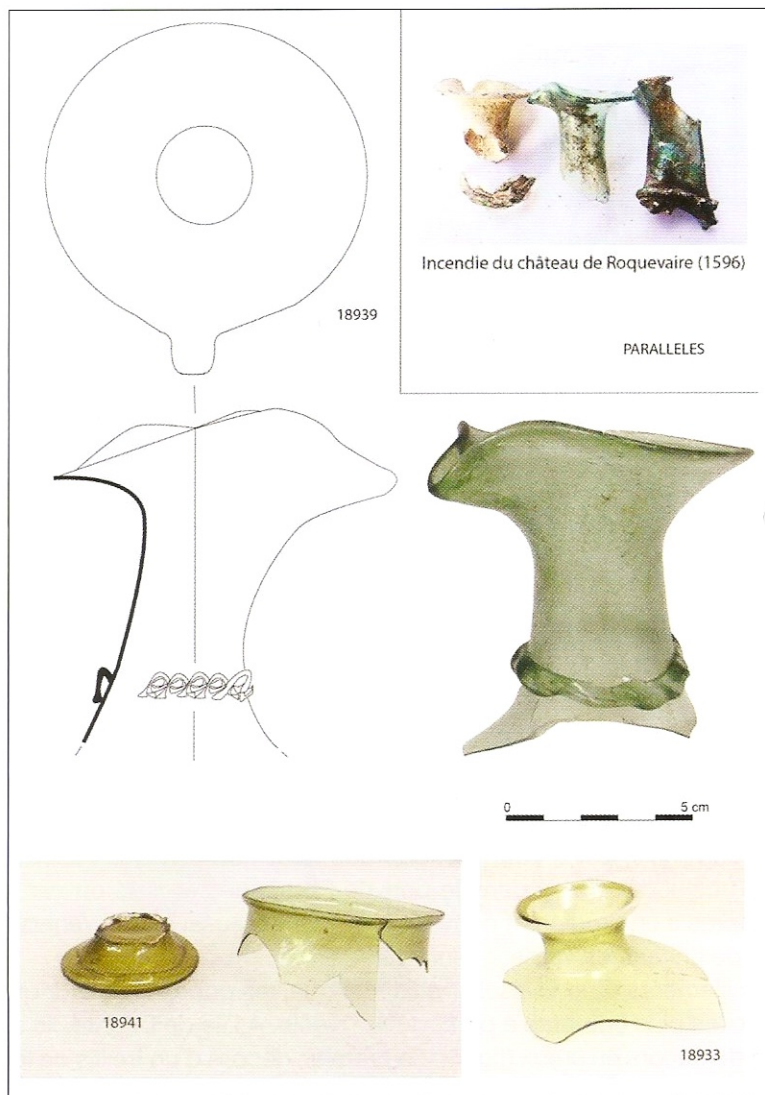 Incendie du château de Roquevaire (1596)
18939
PARALLELES
0 5 cm
18941
18933